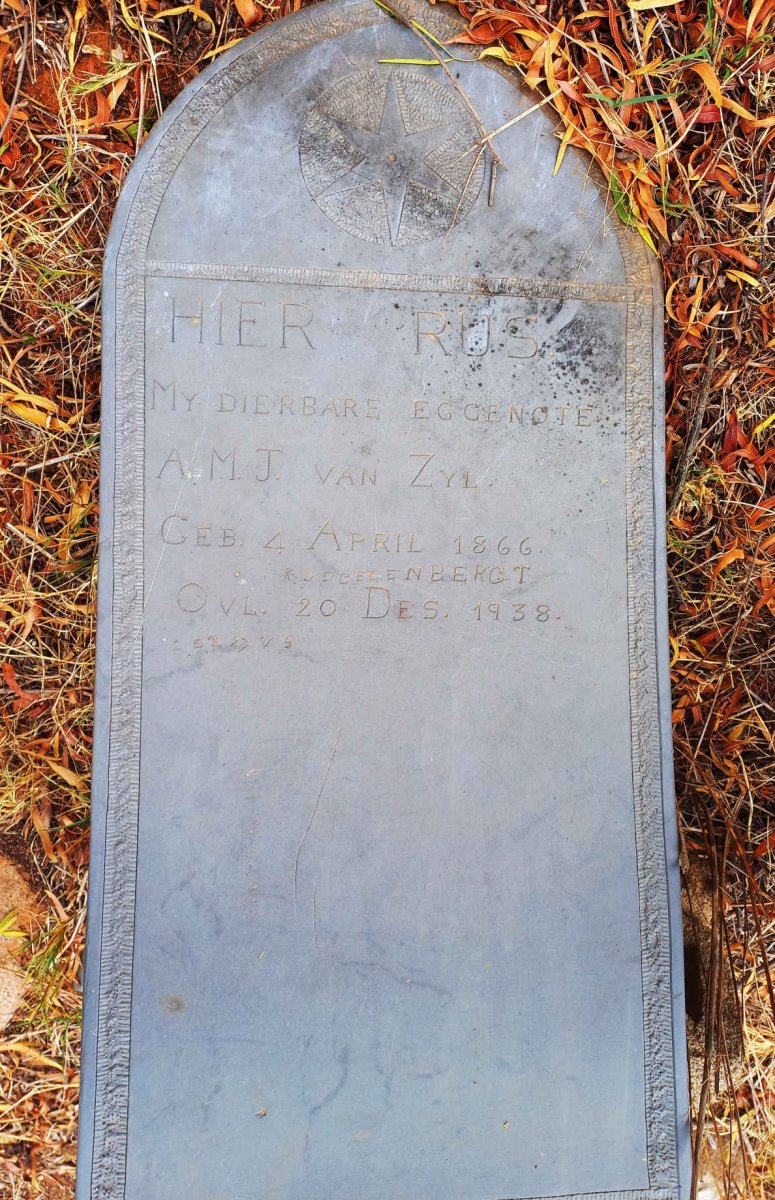 HIER RUS
MY DIERBARE EGGENOTE
A.M.J. VAN ZYL.
GEB. 4 APRIL 1866.
OVL. 20 DES. 1938.